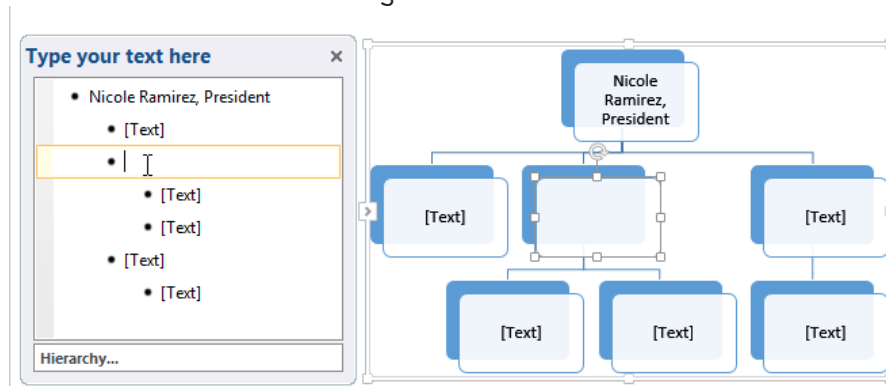 Type your text here
Nicole Ramirez, President
[Text]
[Text]
[Text]
[Text]
[Text]
Hierarchy...
Nicole
Ramirez,
President
[Text]
[Text]
[Text]
[Text]
[Text]